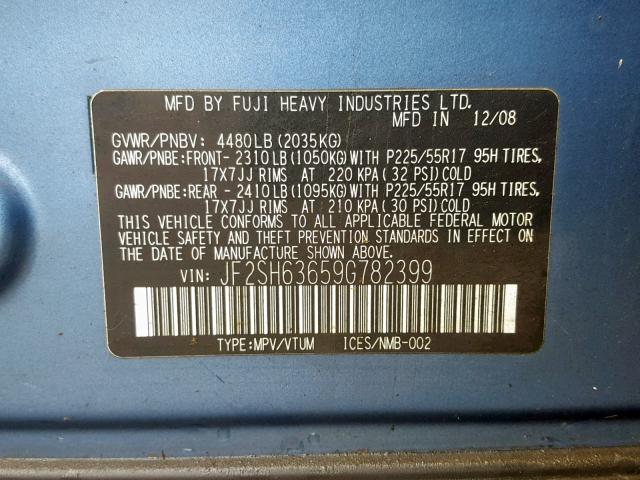 MFD BY FUJI HEAVY INDUSTRIES LTD.
MFD IN 12/08
GVWR/PNBV: 4480LB(2035KG)
GAWR/PNBE:FRONT- 2310LB(1050KG)WITH P225/55R17 95H TIRES,
17X7JJ RIMS AT 220 KPA(32 PSI)COLD
GAWR/PNBE:REAR - 2410LB(1095KG)WITH P225/55R17 95H TIRES,
17X7JJ RIMS AT 210 KPA(30 PSI)COLD
THIS VEHICLE CONFORMS TO ALL APPLICABLE FEDERAL MOTOR
VEHICLE SAFETY AND THEFT PREVENTION STANDARDS IN EFFECT ON
THE DATE OF MANUFACTURE SHOWN ABOVE.
VIN: JF2SH63659G782399
TYPE:MPV/VTUM ICES/NMB-002